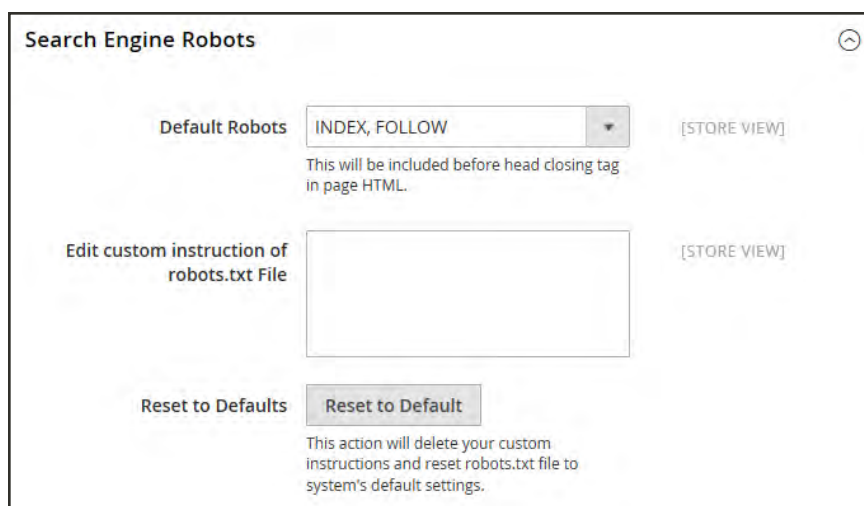 Search Engine Robots
Default Robots
INDEX, FOLLOW
[STORE VIEW]
This will be included before head closing tag
in page HTML.
Edit custom instruction of
robots.txt File
[STORE VIEW]
Reset to Defaults
Reset to Default
This action will delete your custom
instructions and reset robots.txt file to
system's default settings.